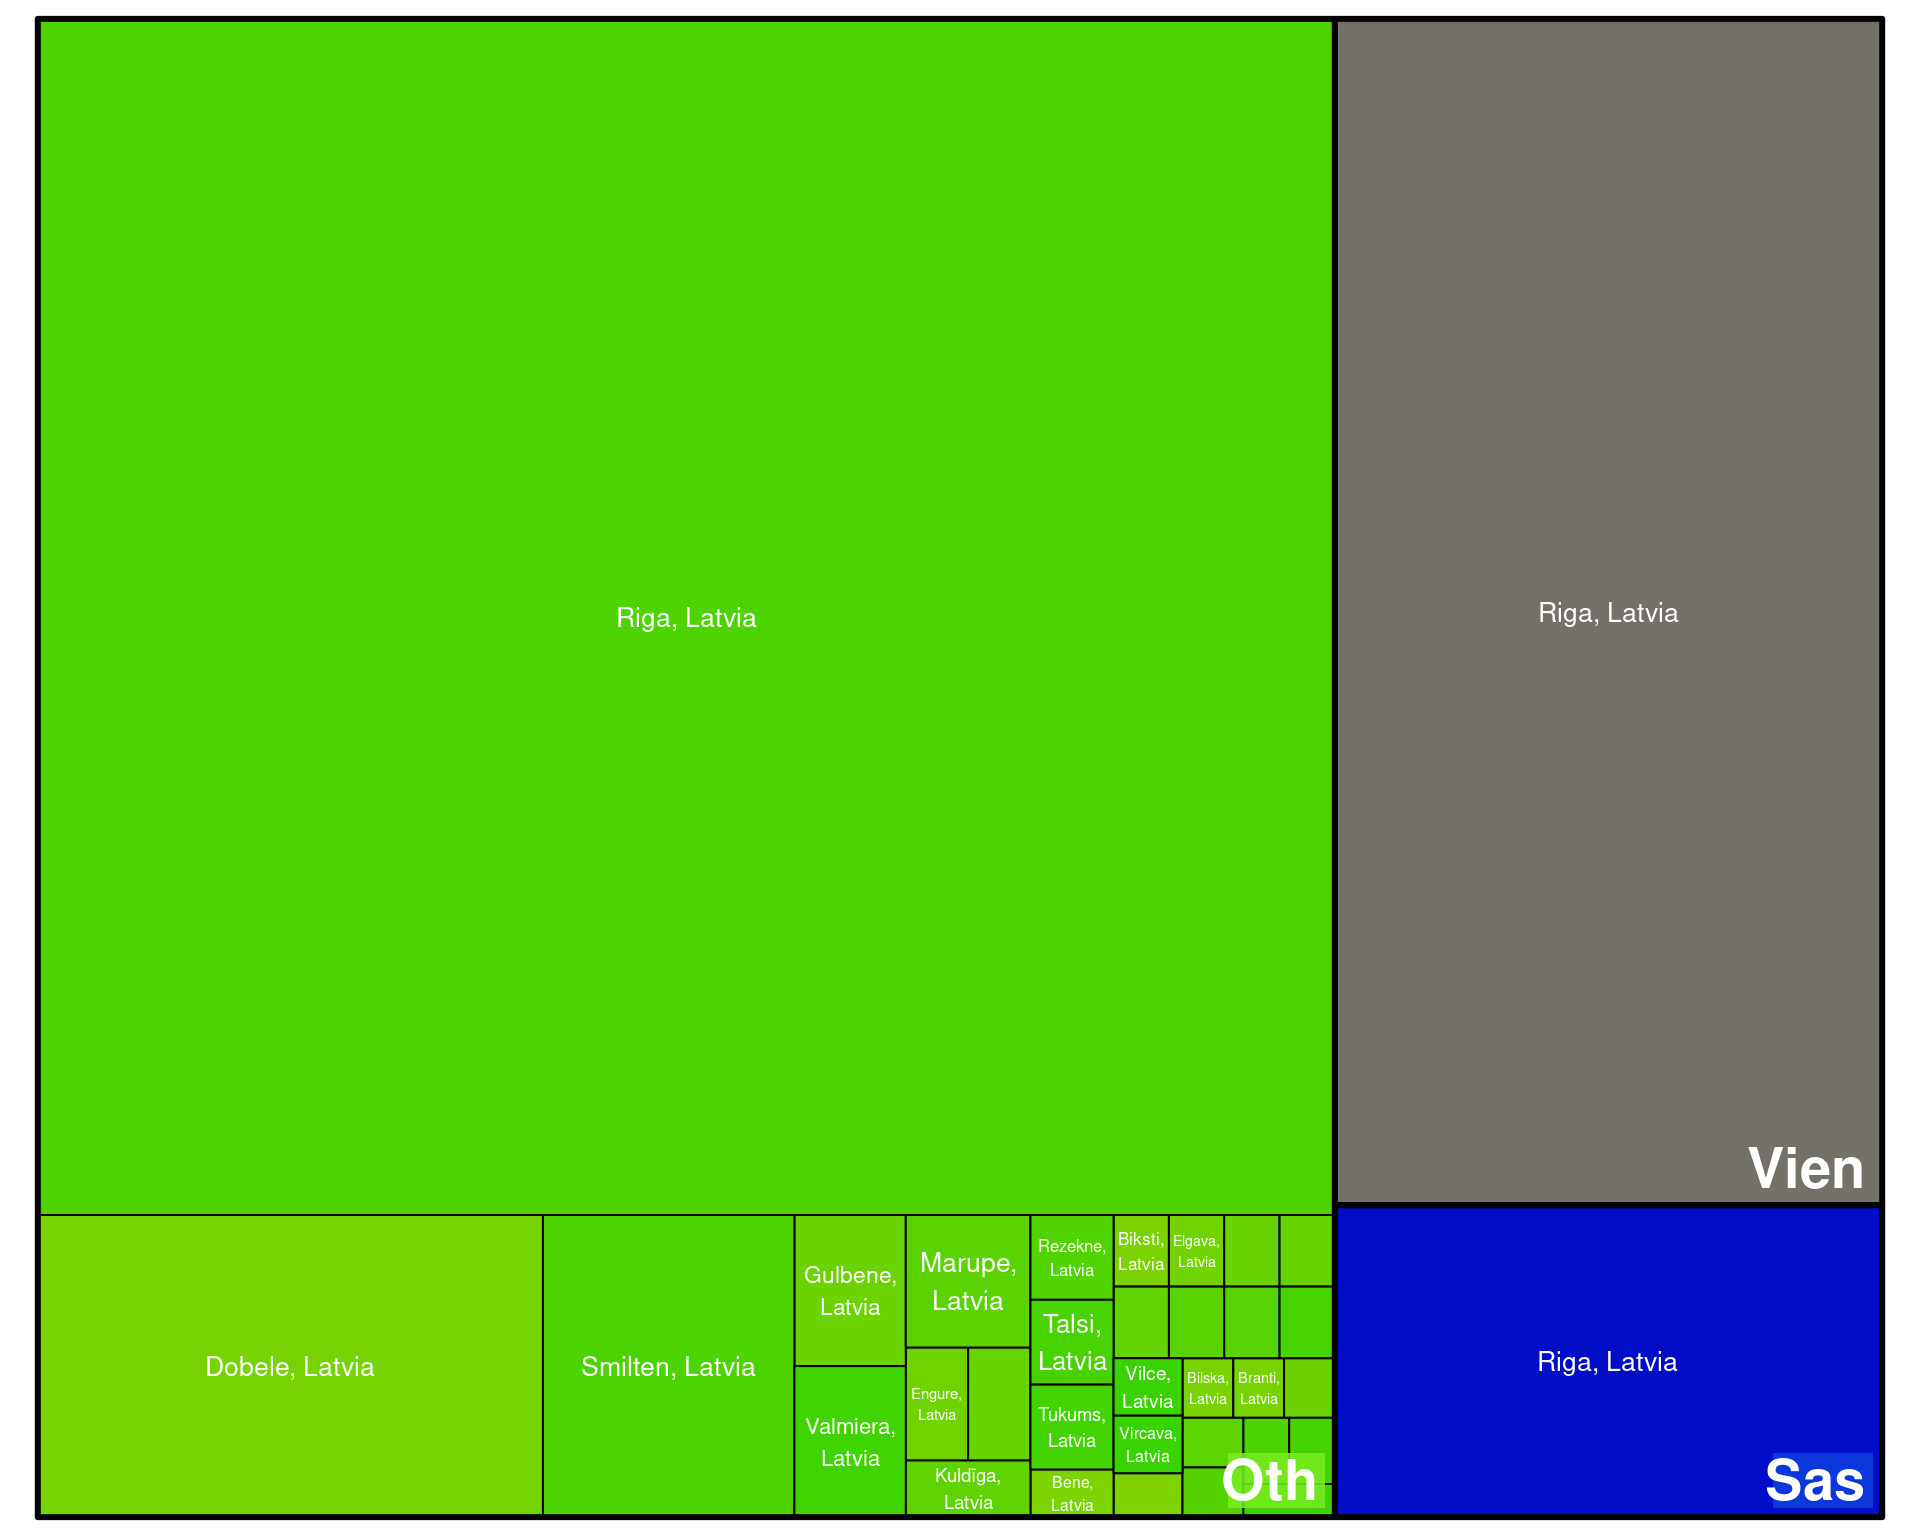 Riga, Latvia
Riga, Latvia
Vien
Dobele, Latvia
Smilten, Latvia
Gulbene,
Latvia
Valmiera,
Latvia
Marupe,
Latvia
Engure,
Latvia
Kuldīga,
Latvia
Rezekne,
Latvia
Talsi,
Latvia
Tukums,
Latvia
Bene,
Latvia
Biksti,
Latvia
Elgava,
Latvia
Vilce,
Latvia
Vircava,
Latvia
Bilska,
Latvia
Branti,
Latvia
Oth
Riga, Latvia
Sas